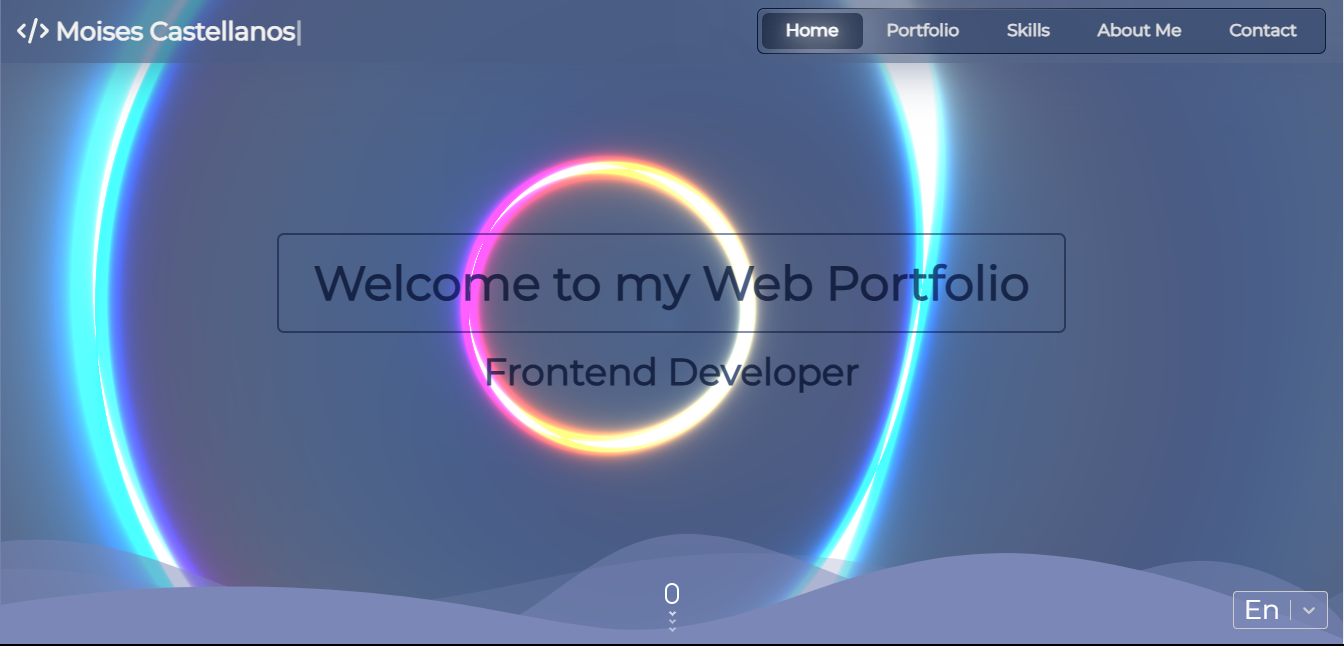 </> Moises Castellanos|
Home Portfolio Skills About Me Contact
Welcome to my Web Portfolio
Frontend Developer
En